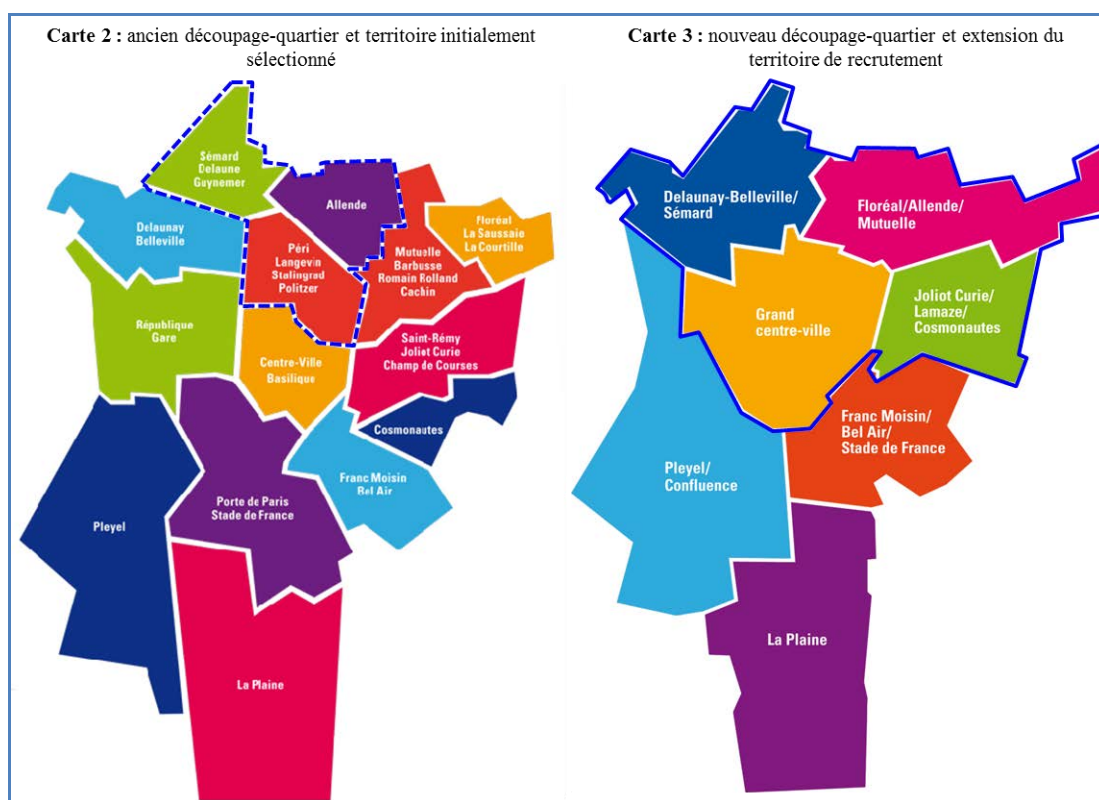 Carte 2 : ancien découpage-quartier et territoire initialement
sélectionné
Sémard
Delaune
Guynemer
Allende
Delaunay
Belleville
Floréal
La Saussaie
La Courtille
Péri
Langevin
Stalingrad
Politzer
Mutuelle
Barbusse
Romain Rolland
Cachin
République
Gare
Centre-Ville
Basilique
Saint-Rémy
Joliot Curie
Champ de Courses
Cosmonautes
Franc Moisin
Bel Air
Porte de Paris
Stade de France
Pleyel
La Plaine
Carte 3 : nouveau découpage-quartier et extension du
territoire de recrutement
Delaunay-Belleville/
Sémard
Floréal/Allende/
Mutuelle
Joliot Curie/
Lamaze/
Cosmonautes
Grand
centre-ville
Franc Moisin/
Bel Air/
Stade de France
Pleyel/
Confluence
La Plaine